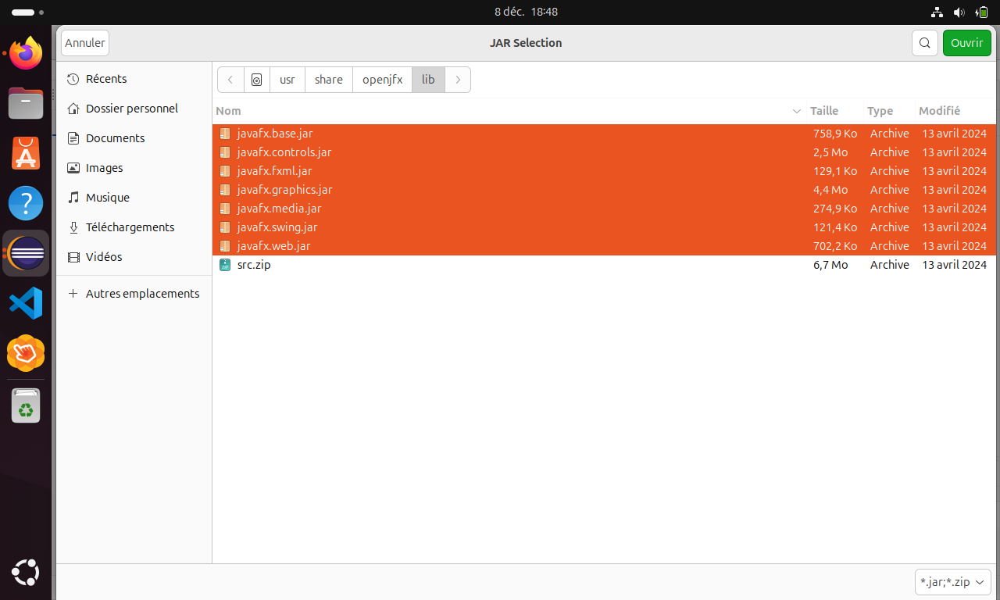 8 déc. 18:48
Annuler
JAR Selection
Ouvrir
Récents
Dossier personnel
Documents
Images
Musique
Téléchargements
Vidéos
Autres emplacements
usr share openjfx lib
Nom Taille Type Modifié
javafx.base.jar 758,9 Ko Archive 13 avril 2024
javafx.controls.jar 2,5 Mo Archive 13 avril 2024
javafx.fxml.jar 129,1 Ko Archive 13 avril 2024
javafx.graphics.jar 4,4 Mo Archive 13 avril 2024
javafx.media.jar 274,9 Ko Archive 13 avril 2024
javafx.swing.jar 121,4 Ko Archive 13 avril 2024
javafx.web.jar 702,2 Ko Archive 13 avril 2024
src.zip 6,7 Mo Archive 13 avril 2024
*.jar;*.zip